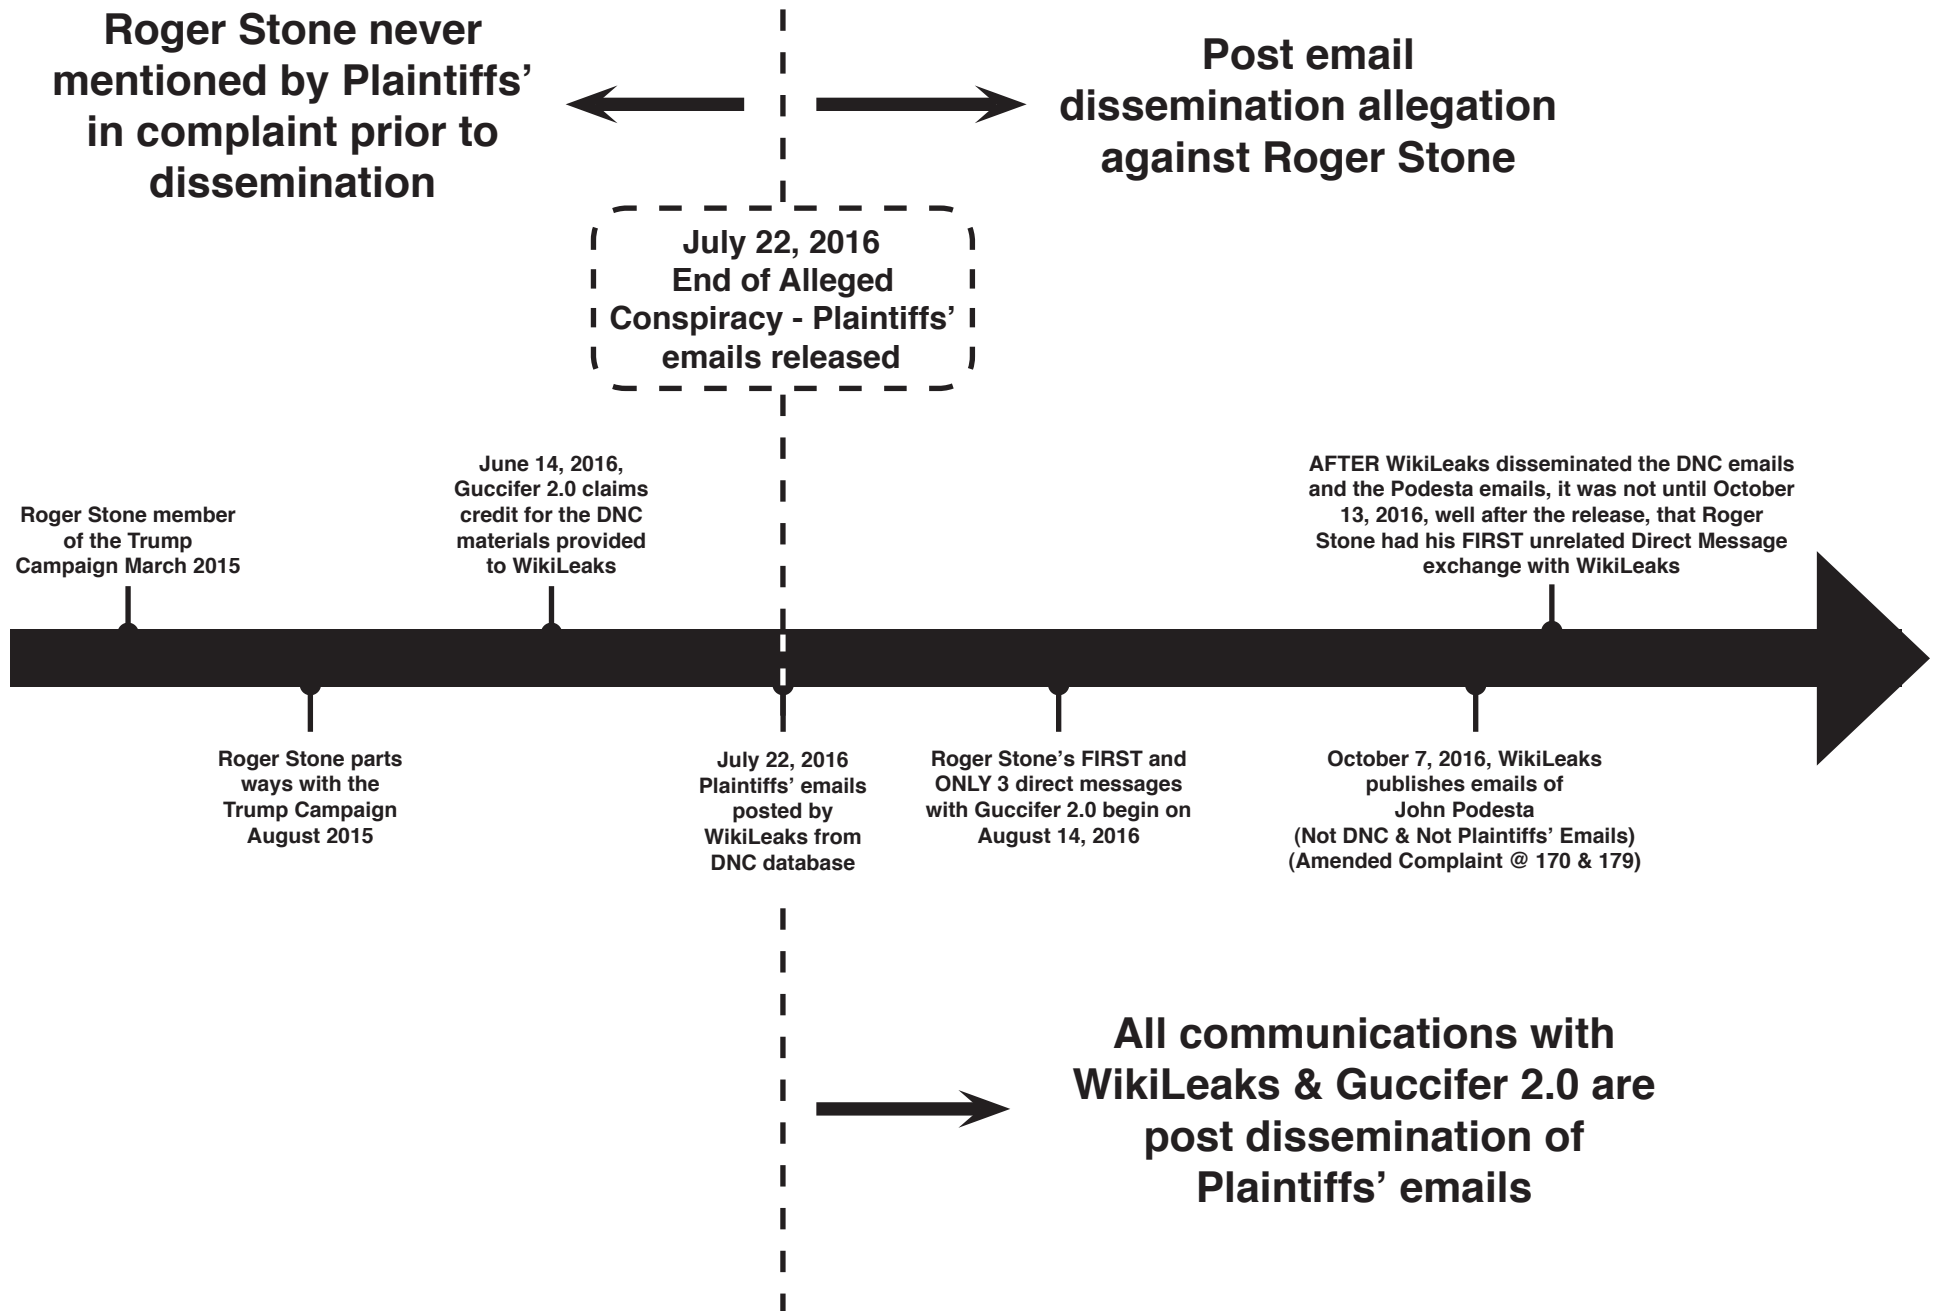 Roger Stone never
mentioned by Plaintiffs’
in complaint prior to
dissemination
Post email
dissemination allegation
against Roger Stone
July 22, 2016
End of Alleged
Conspiracy - Plaintiffs’
emails released
Roger Stone member
of the Trump
Campaign March 2015
June 14, 2016,
Guccifer 2.0 claims
credit for the DNC
materials provided
to WikiLeaks
AFTER WikiLeaks disseminated the DNC emails
and the Podesta emails, it was not until October
13, 2016, well after the release, that Roger
Stone had his FIRST unrelated Direct Message
exchange with WikiLeaks
Roger Stone parts
ways with the
Trump Campaign
August 2015
July 22, 2016
Plaintiffs’ emails
posted by
WikiLeaks from
DNC database
Roger Stone’s FIRST and
ONLY 3 direct messages
with Guccifer 2.0 begin on
August 14, 2016
October 7, 2016, WikiLeaks
publishes emails of
John Podesta
(Not DNC & Not Plaintiffs’ Emails)
(Amended Complaint @ 170 & 179)
All communications with
WikiLeaks & Guccifer 2.0 are
post dissemination of
Plaintiffs’ emails